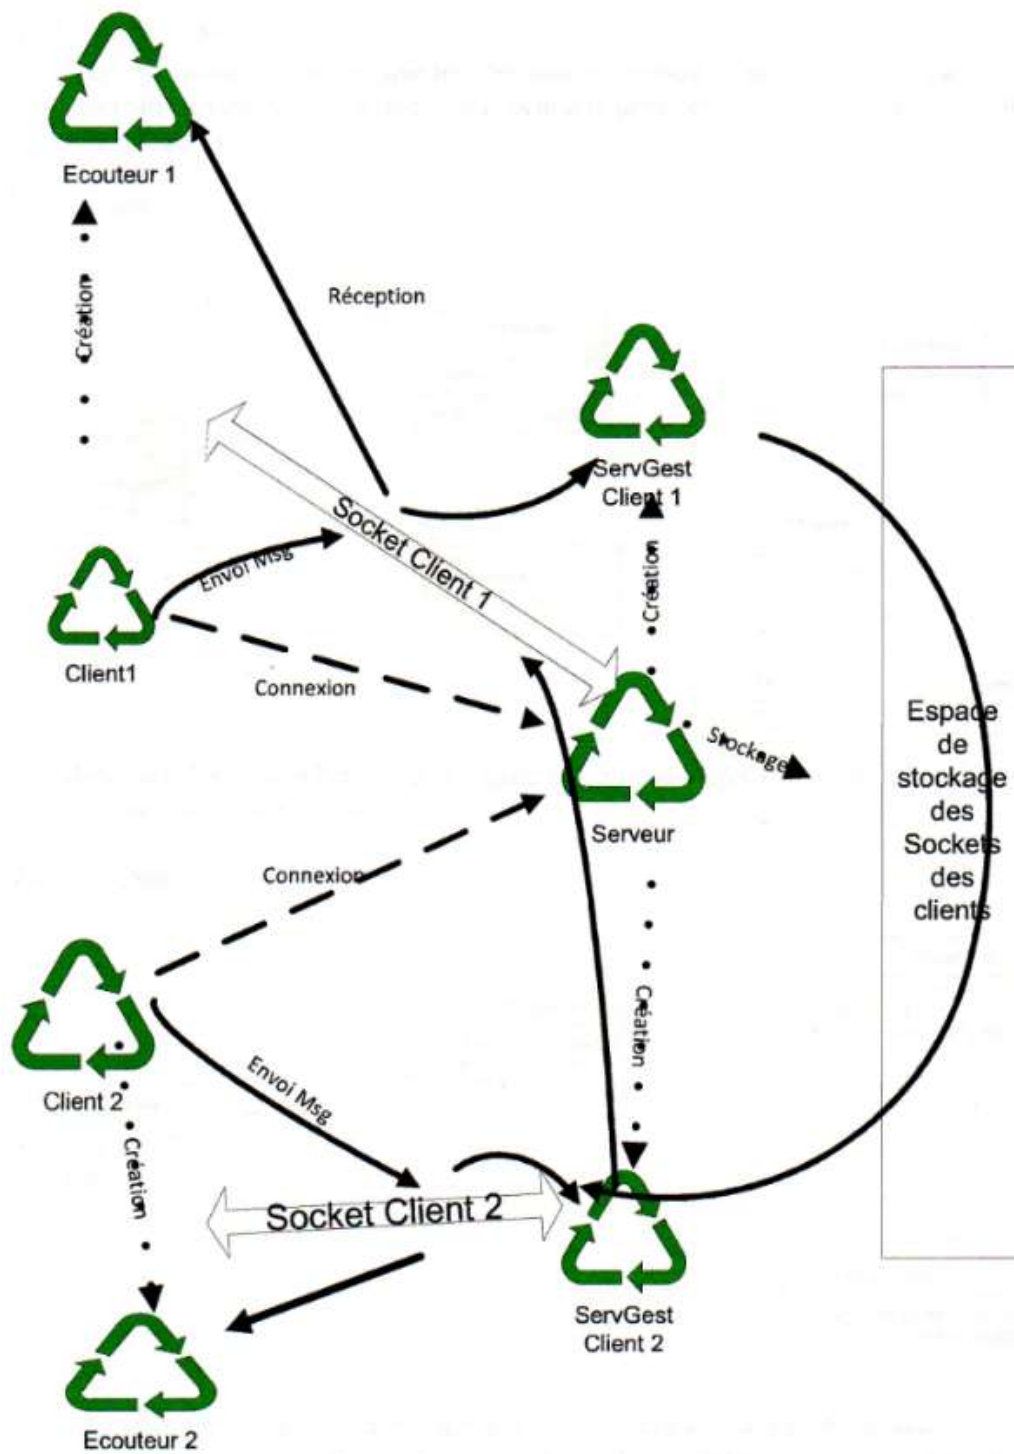 Ecouteur 1
Création
Réception
ServGest
Client 1
Socket Client 1
Envoi Msg
Création
Client1
Connexion
Stockage
Serveur
Espace
de
stockage
des
Sockets
des
clients
Connexion
Création
Client 2
Envoi Msg
Création
Socket Client 2
ServGest
Client 2
Ecouteur 2